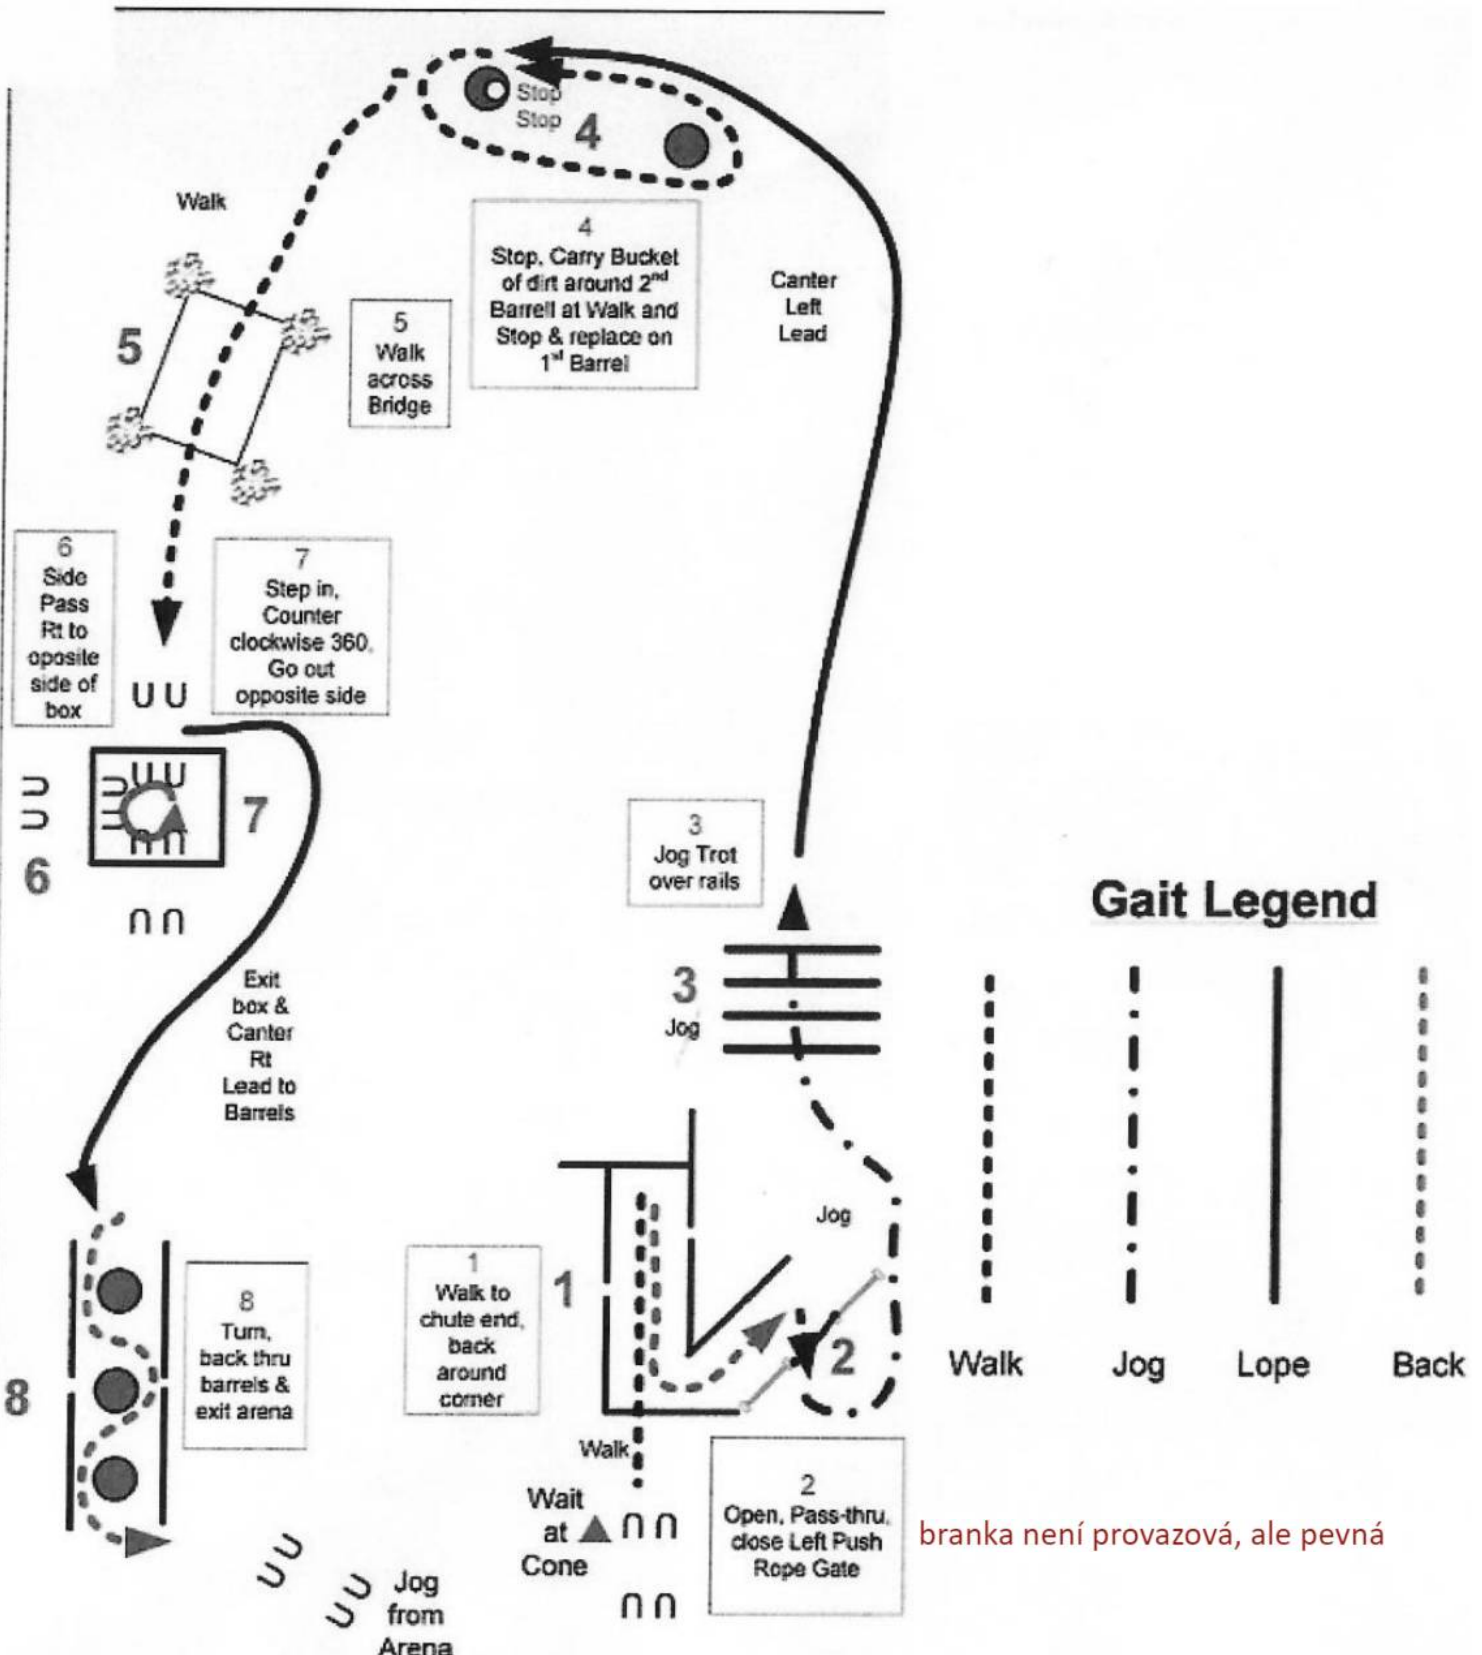 Stop
Stop
4
Walk
4
Stop, Carry Bucket
of dirt around 2nd
Barrell at Walk and
Stop & replace on
1st Barrel
Canter
Left
Lead
5
5
Walk
across
Bridge
6
Side
Pass
Rt to
oposite
side of
box
7
Step in,
Counter
clockwise 360,
Go out
opposite side
7
6
3
Jog Trot
over rails
3
Jog
Gait Legend
Walk
Jog
Lope
Back
Exit
box &
Canter
Rt
Lead to
Barrels
Jog
1
Walk to
chute end,
back
around
corner
1
2
8
Turn,
back thru
barrels &
exit arena
8
Walk
Wait
at
Cone
2
Open, Pass-thru,
close Left Push
Rope Gate
branka není provazová, ale pevná
Jog
from
Arena